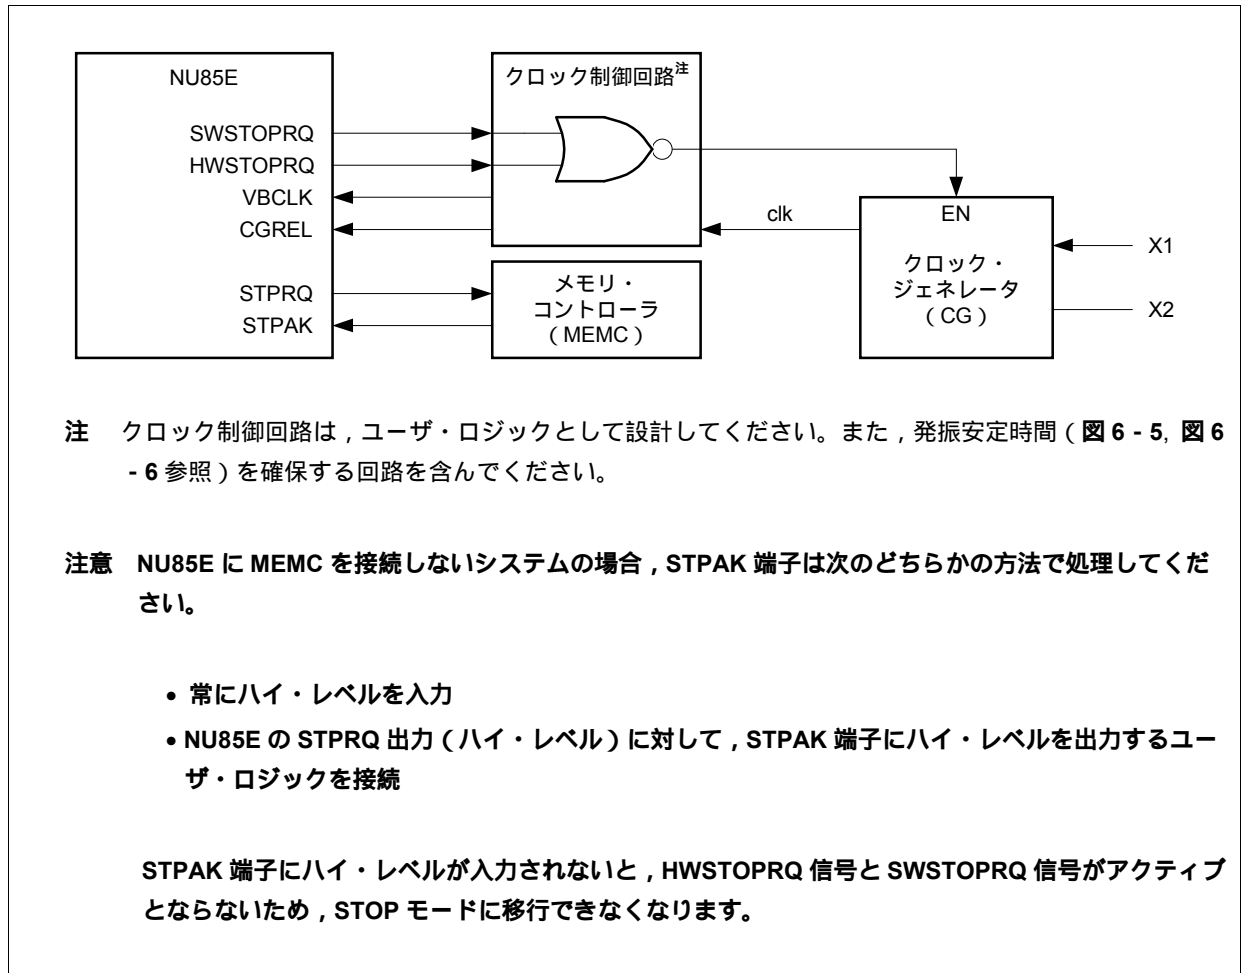 NU85E
クロック制御回路注
SWSTOPRQ
HWSTOPRQ
VBCLK
CGREL
clk
EN
クロック・
ジェネレータ
（CG）
X1
X2
STPRQ
STPAK
メモリ・
コントローラ
（MEMC）
注　クロック制御回路は，ユーザ・ロジックとして設計してください。また，発振安定時間（図6-5, 図6
-6参照）を確保する回路を含んでください。
注意　NU85E に MEMC を接続しないシステムの場合，STPAK 端子は次のどちらかの方法で処理してくだ
さい。
• 常にハイ・レベルを入力
• NU85E の STPRQ 出力（ハイ・レベル）に対して，STPAK 端子にハイ・レベルを出力するユー
ザ・ロジックを接続
STPAK 端子にハイ・レベルが入力されないと，HWSTOPRQ 信号と SWSTOPRQ 信号がアクティブ
とならないため，STOP モードに移行できなくなります。